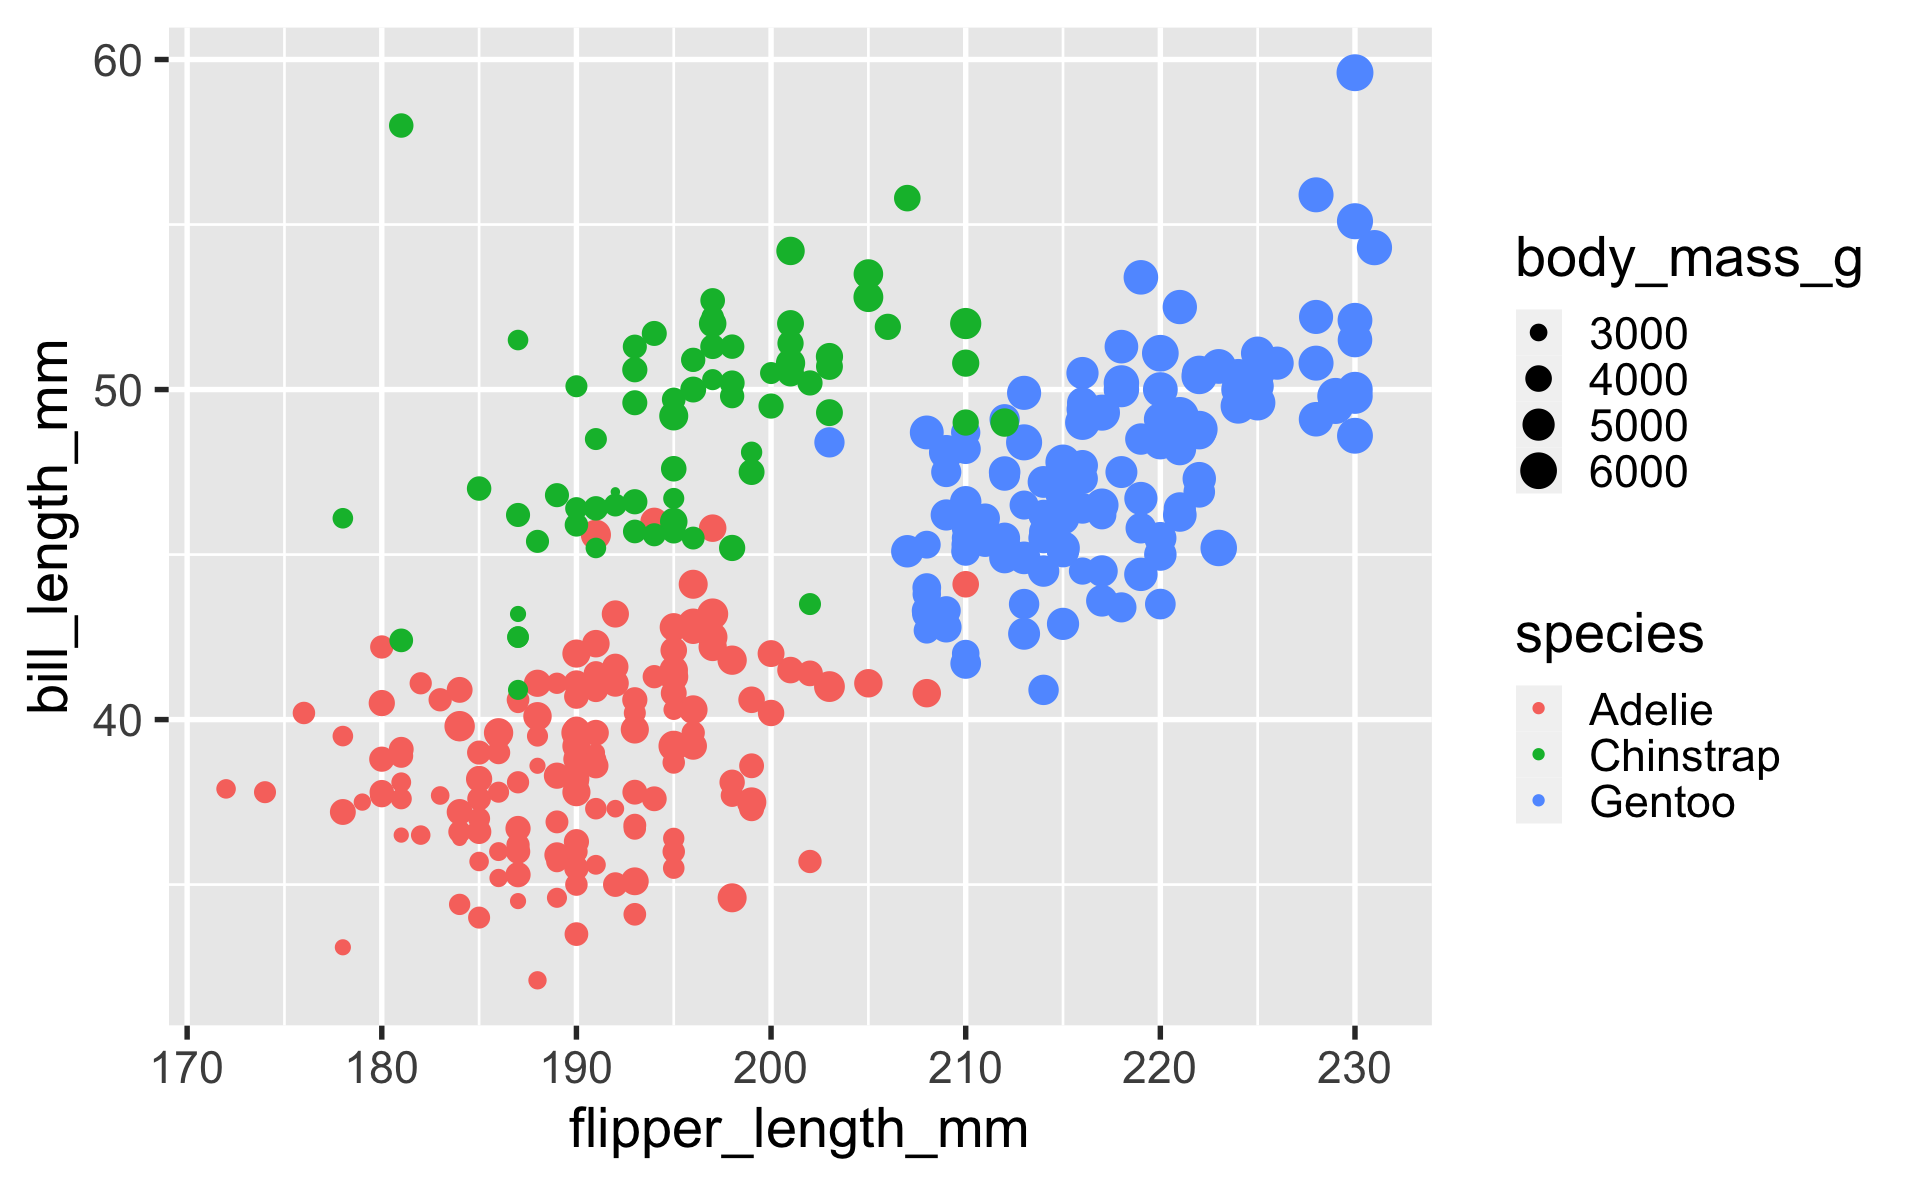 60
50
40
bill_length_mm
170 180 190 200 210 220 230
flipper_length_mm
body_mass_g
3000
4000
5000
6000
species
Adelie
Chinstrap
Gentoo